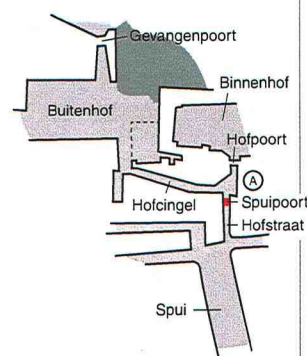 Gevangenpoort
Binnenhof
Buitenhof
Hofpoort
A
Hofcingel
Spuipoort
Hofstraat
Spui